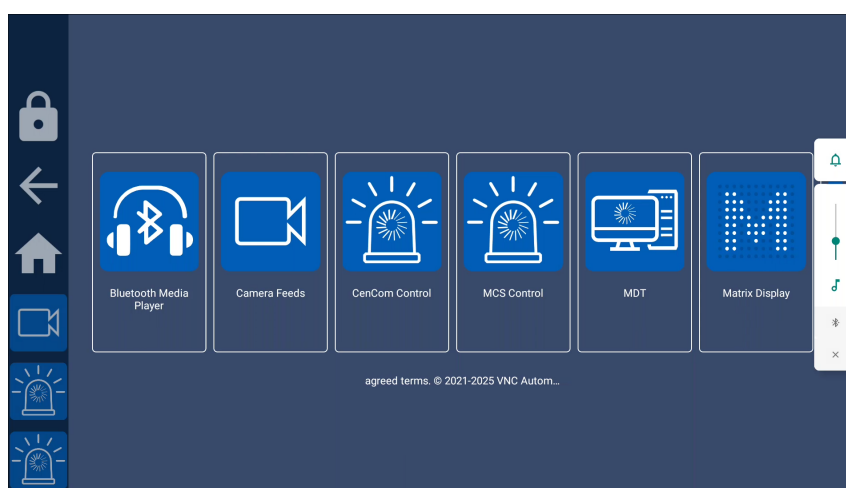 Bluetooth Media
Player
Camera Feeds
CenCom Control
MCS Control
MDT
Matrix Display
agreed terms. © 2021-2025 VNC Autom...